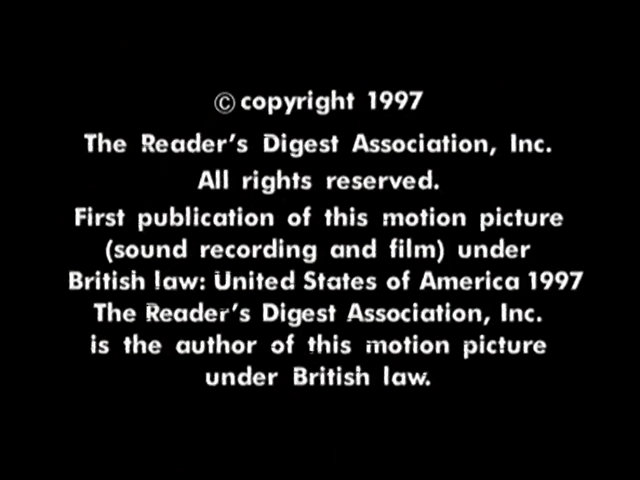 © copyright 1997
The Reader's Digest Association, Inc.
All rights reserved.
First publication of this motion picture
(sound recording and film) under
British law: United States of America 1997
The Reader's Digest Association, Inc.
is the author of this motion picture
under British law.